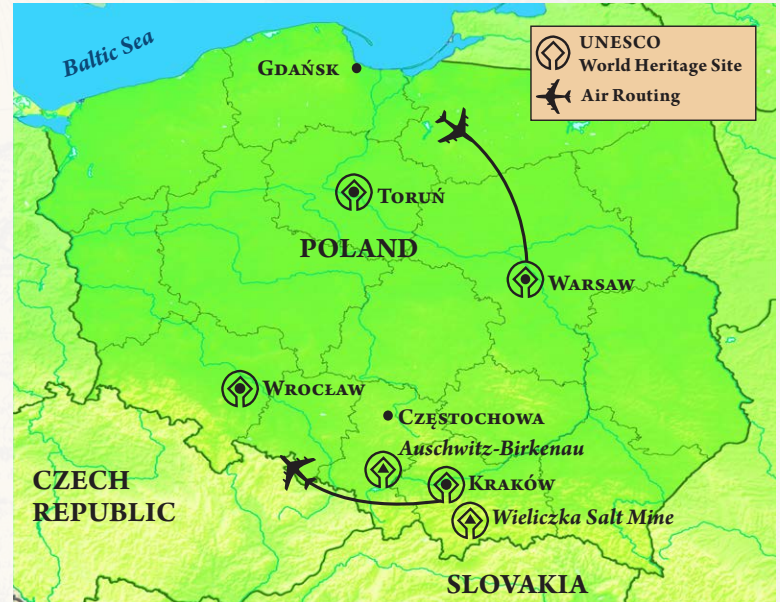 Baltic Sea
GDAŃSK
UNESCO
World Heritage Site
Air Routing
TORUŃ
POLAND
WARSAW
WROCŁAW
CZĘSTOCHOWA
Auschwitz-Birkenau
KRAKÓW
Wieliczka Salt Mine
CZECH
REPUBLIC
SLOVAKIA